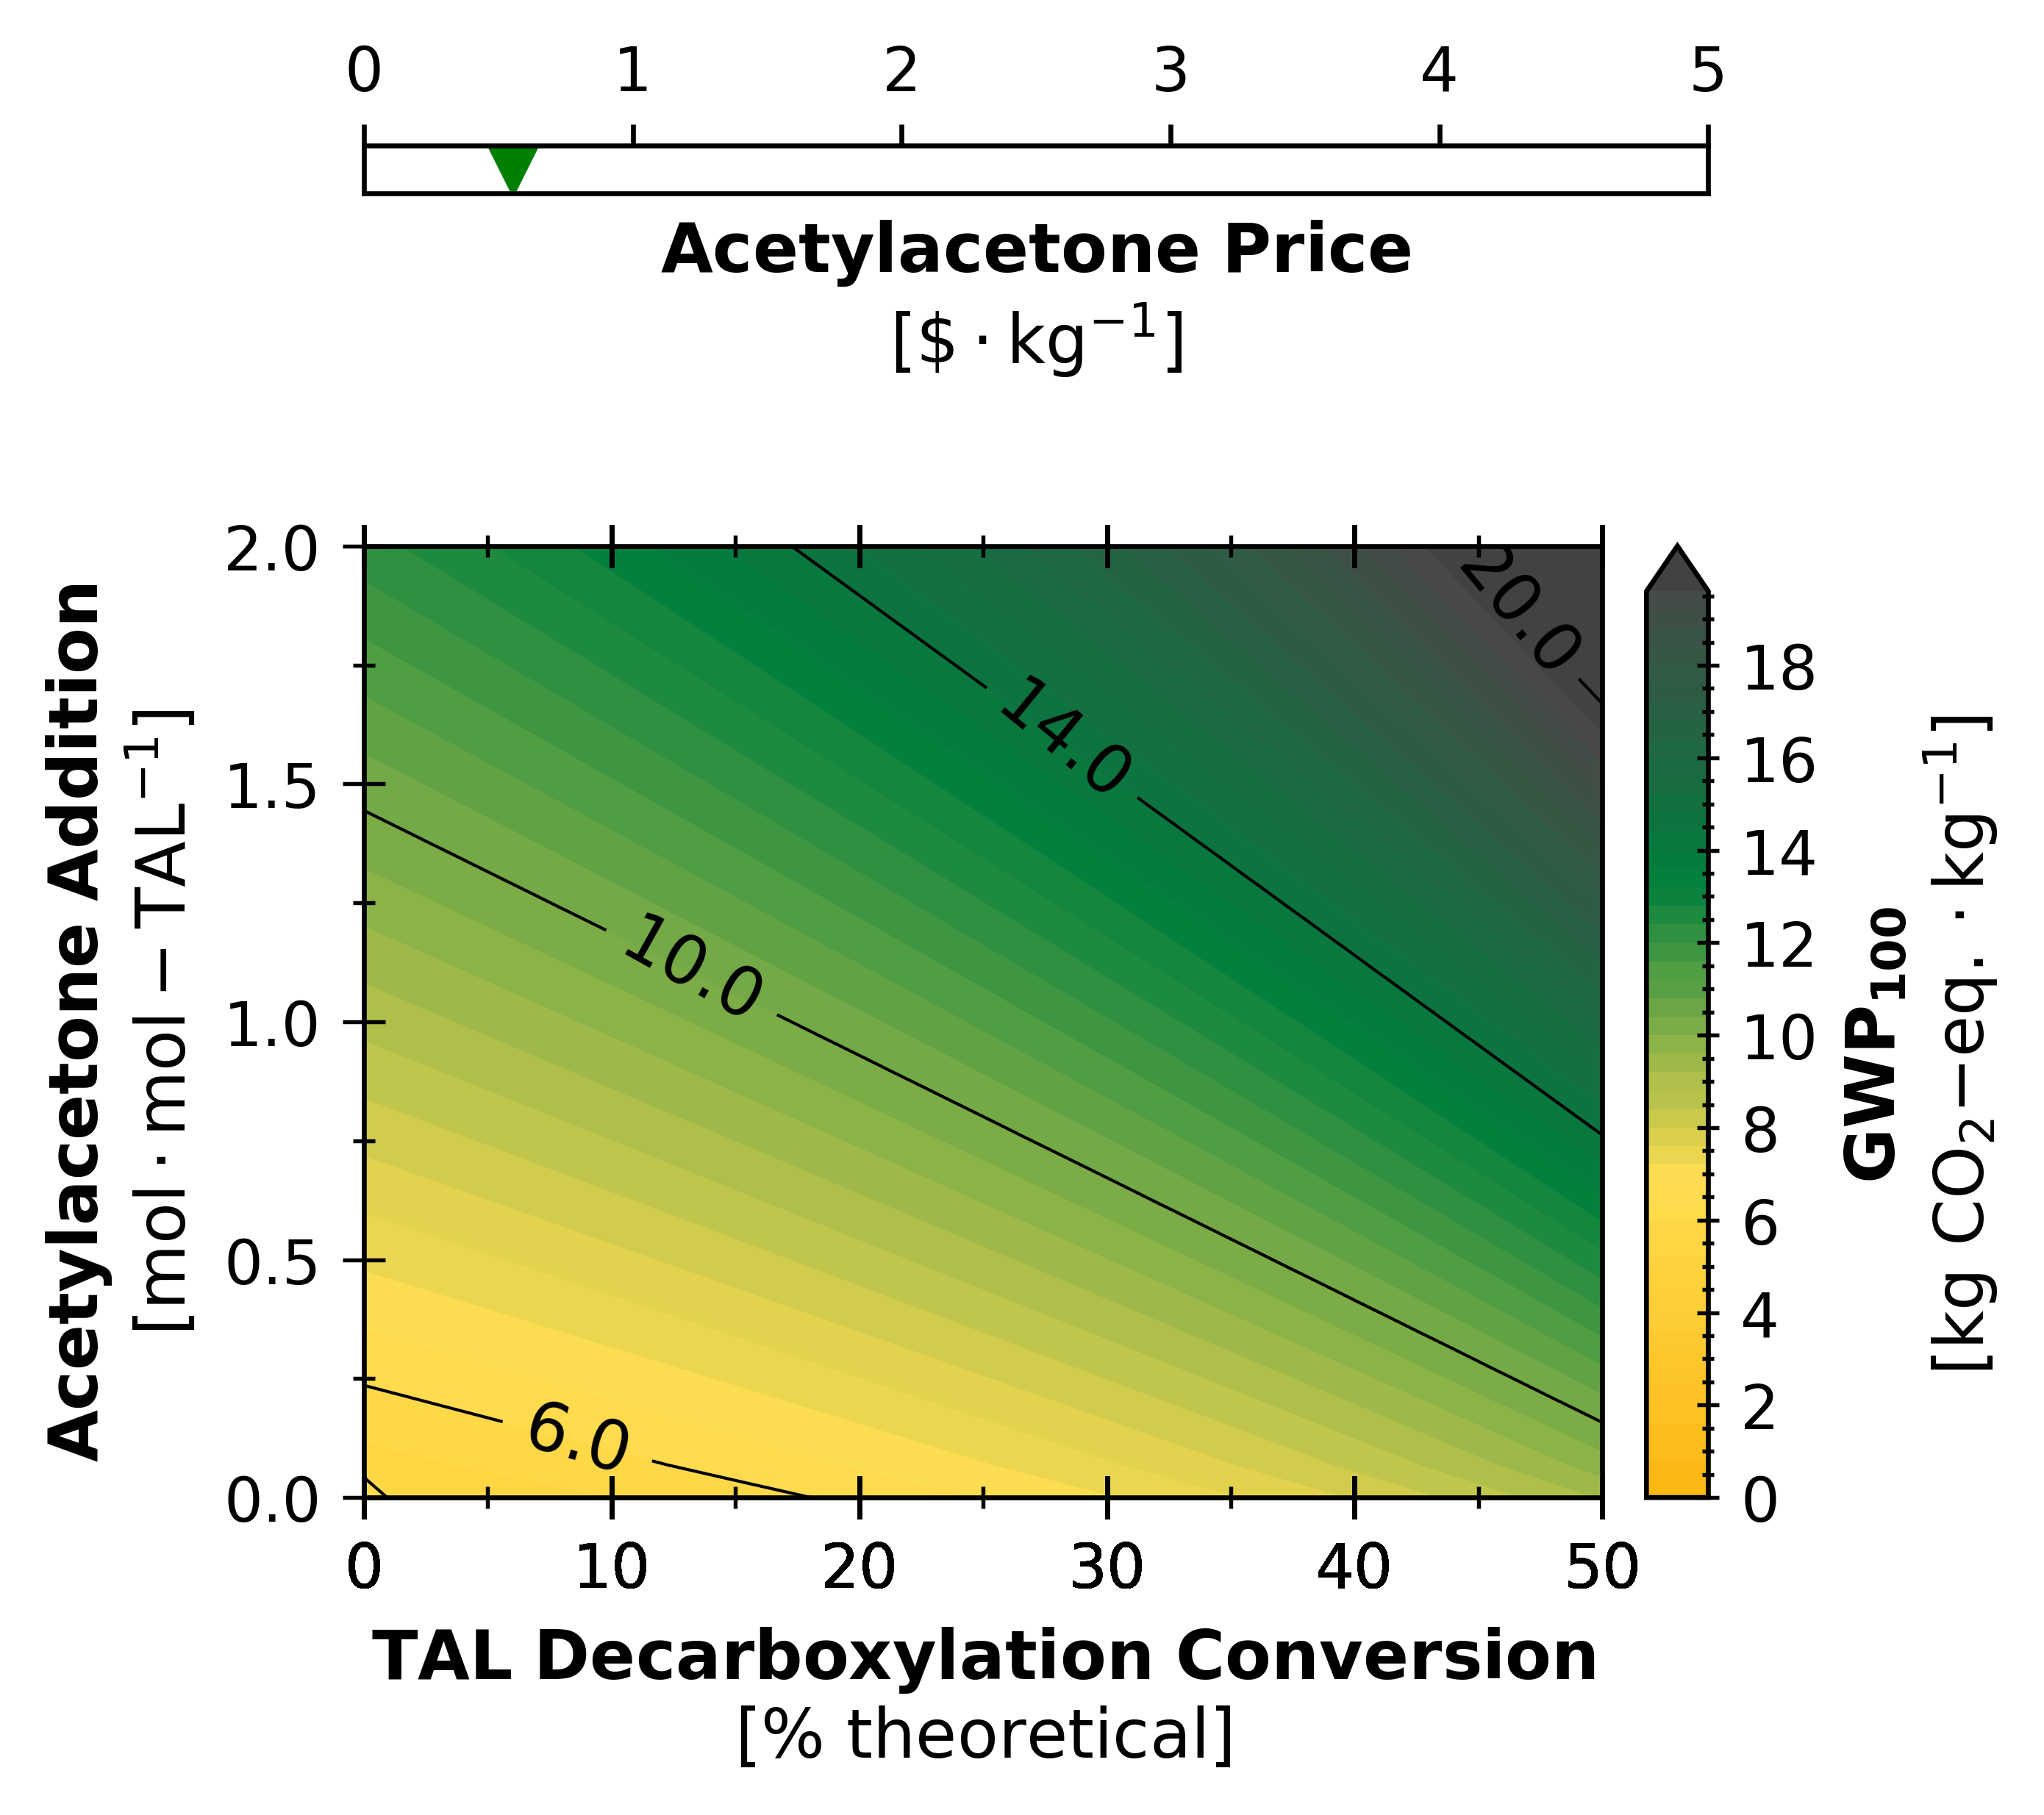 0 1 2 3 4 5
Acetylacetone Price
[$ · kg⁻¹]
Acetylacetone Addition
[mol · mol − TAL⁻¹]
2.0
1.5
1.0
0.5
0.0
20.0
14.0
10.0
6.0
0 10 20 30 40 50
TAL Decarboxylation Conversion
[% theoretical]
18
16
14
12
10
8
6
4
2
0
GWP₁₀₀
[kg CO₂−eq. · kg⁻¹]